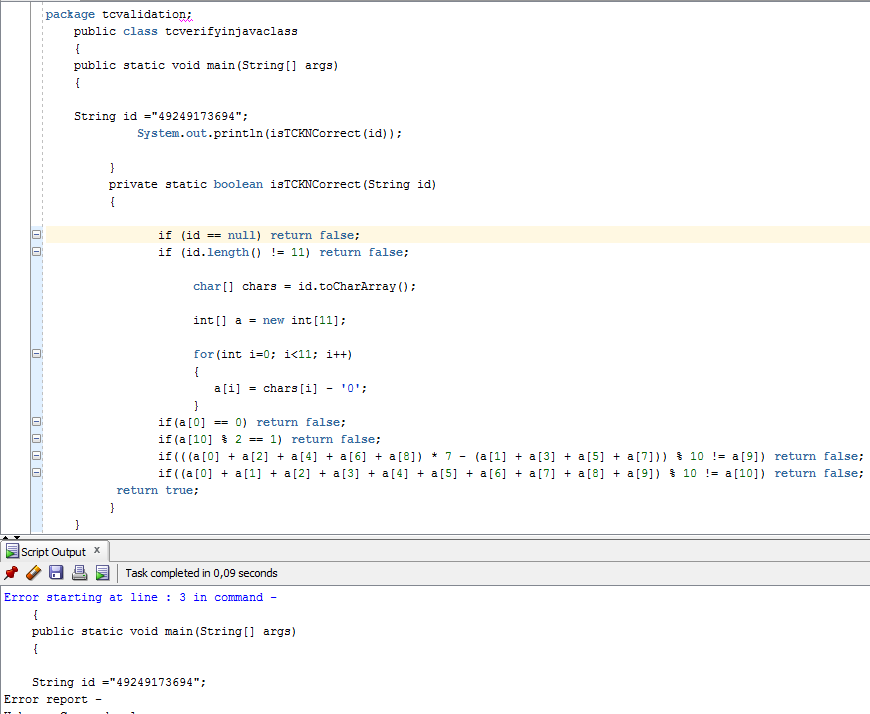 package tcvalidation;
public class tcverifyinjavaclass
{
public static void main(String[] args)
{
String id ="49249173694";
System.out.println(isTCKNCorrect(id));
}
private static boolean isTCKNCorrect(String id)
{
if (id == null) return false;
if (id.length() != 11) return false;
char[] chars = id.toCharArray();
int[] a = new int[11];
for(int i=0; i<11; i++)
{
a[i] = chars[i] - '0';
}
if(a[0] == 0) return false;
if(a[10] % 2 == 1) return false;
if(((a[0] + a[2] + a[4] + a[6] + a[8]) * 7 - (a[1] + a[3] + a[5] + a[7])) % 10 != a[9]) return false;
if((a[0] + a[1] + a[2] + a[3] + a[4] + a[5] + a[6] + a[7] + a[8] + a[9]) % 10 != a[10]) return false;
return true;
}
}
Script Output x
Task completed in 0,09 seconds
Error starting at line : 3 in command -
{
public static void main(String[] args)
{
String id ="49249173694";
Error report -